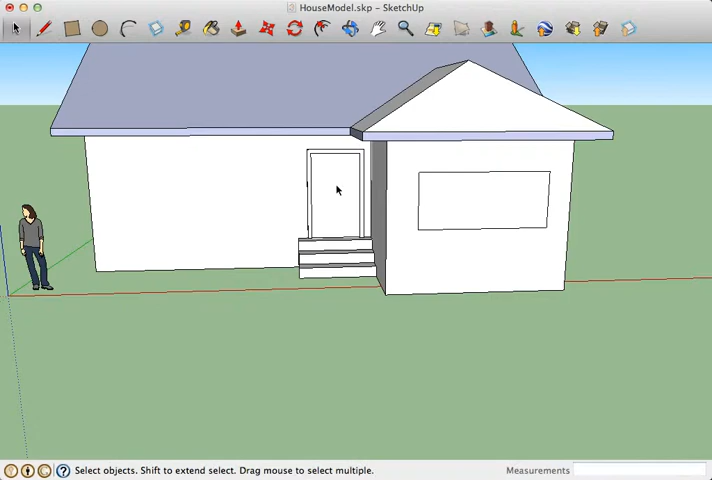 HouseModel.skp - SketchUp
Select objects. Shift to extend select. Drag mouse to select multiple.
Measurements